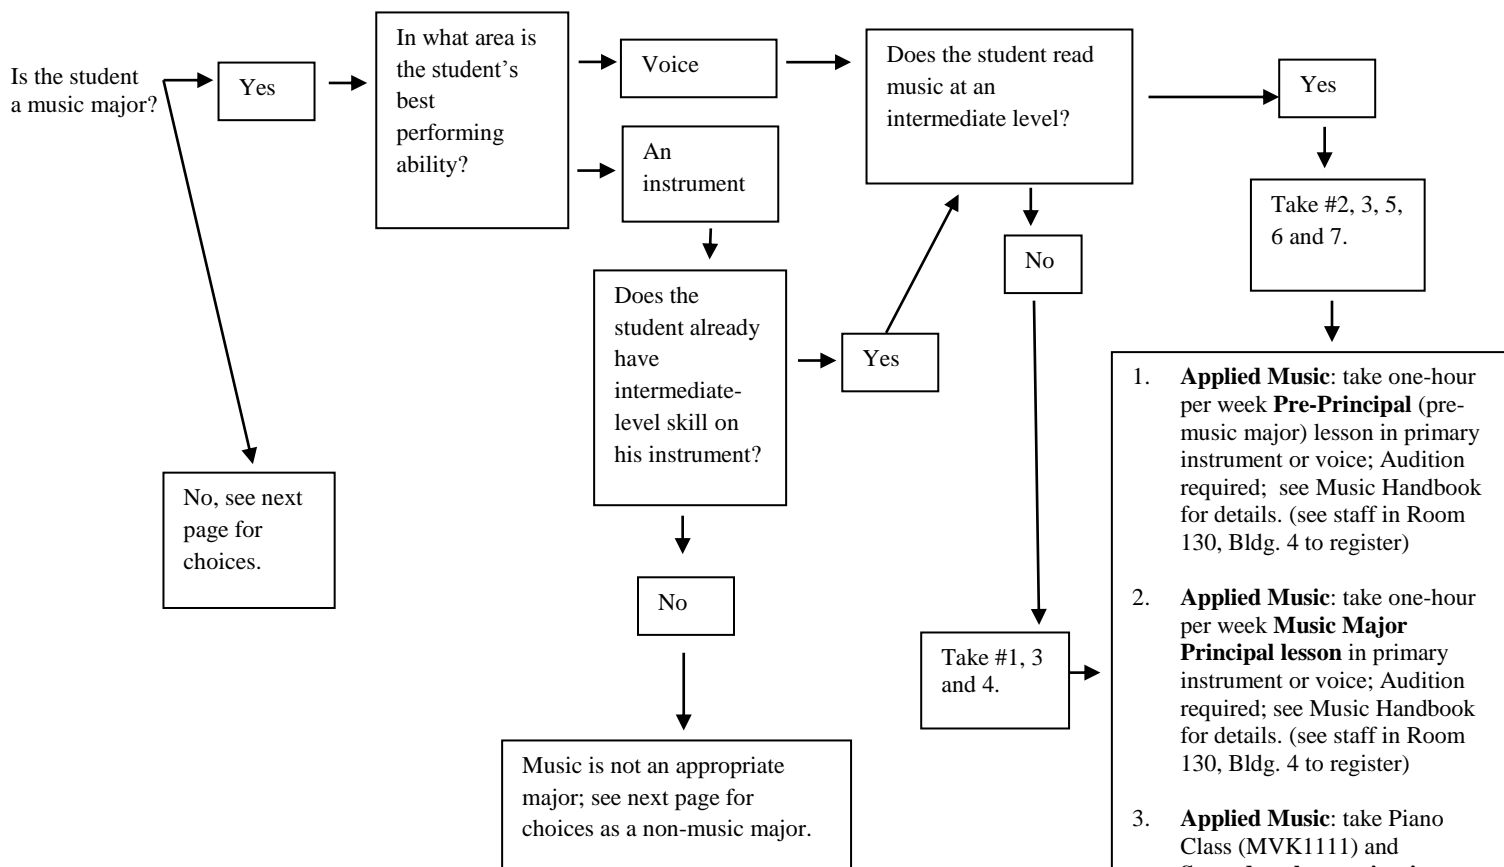 Is the student
a music major?
Yes
In what area is
the student's
best
performing
ability?
Voice
An
instrument
Does the student read
music at an
intermediate level?
Yes
Take #2, 3, 5,
6 and 7.
No
Does the
student already
have
intermediate-
level skill on
his instrument?
Yes
No, see next
page for
choices.
No
Take #1, 3
and 4.
Music is not an appropriate
major; see next page for
choices as a non-music major.
1. Applied Music: take one-hour
per week Pre-Principal (pre-
music major) lesson in primary
instrument or voice; Audition
required; see Music Handbook
for details. (see staff in Room
130, Bldg. 4 to register)
2. Applied Music: take one-hour
per week Music Major
Principal lesson in primary
instrument or voice; Audition
required; see Music Handbook
for details. (see staff in Room
130, Bldg. 4 to register)
3. Applied Music: take Piano
Class (MVK1111) and